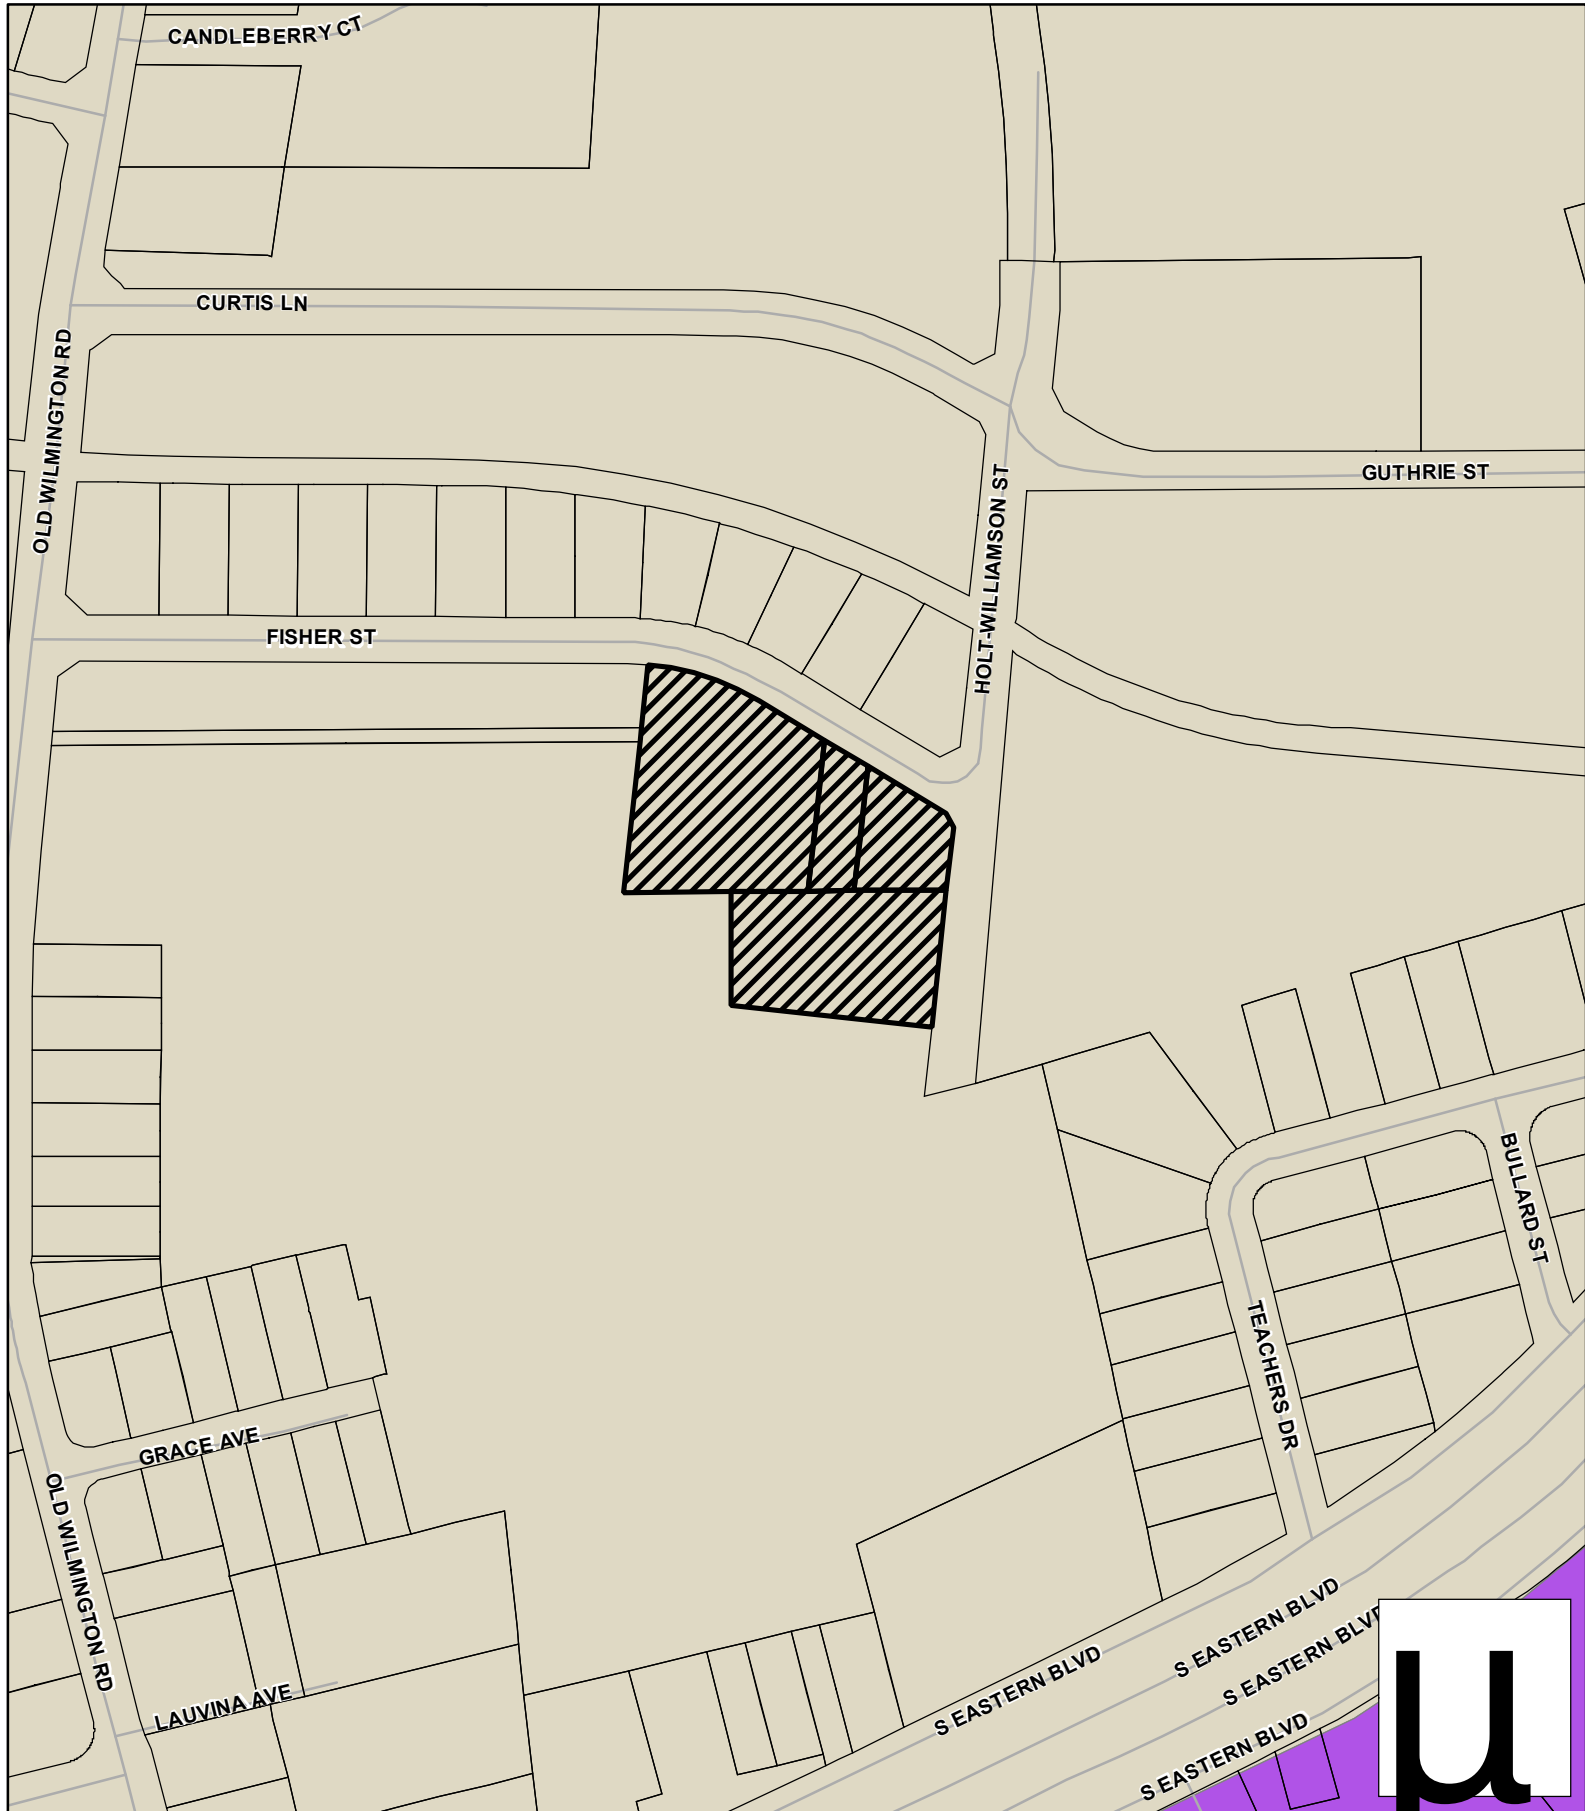 CANDLEBERRY CT
CURTIS LN
OLD WILMINGTON RD
GUTHRIE ST
HOLT-WILLIAMSON ST
FISHER ST
BULLARD ST
TEACHERS DR
GRACE AVE
OLD WILMINGTON RD
S EASTERN BLVD
S EASTERN BLVD
S EASTERN BLVD
LAUVINA AVE
S EASTERN BLVD
µ